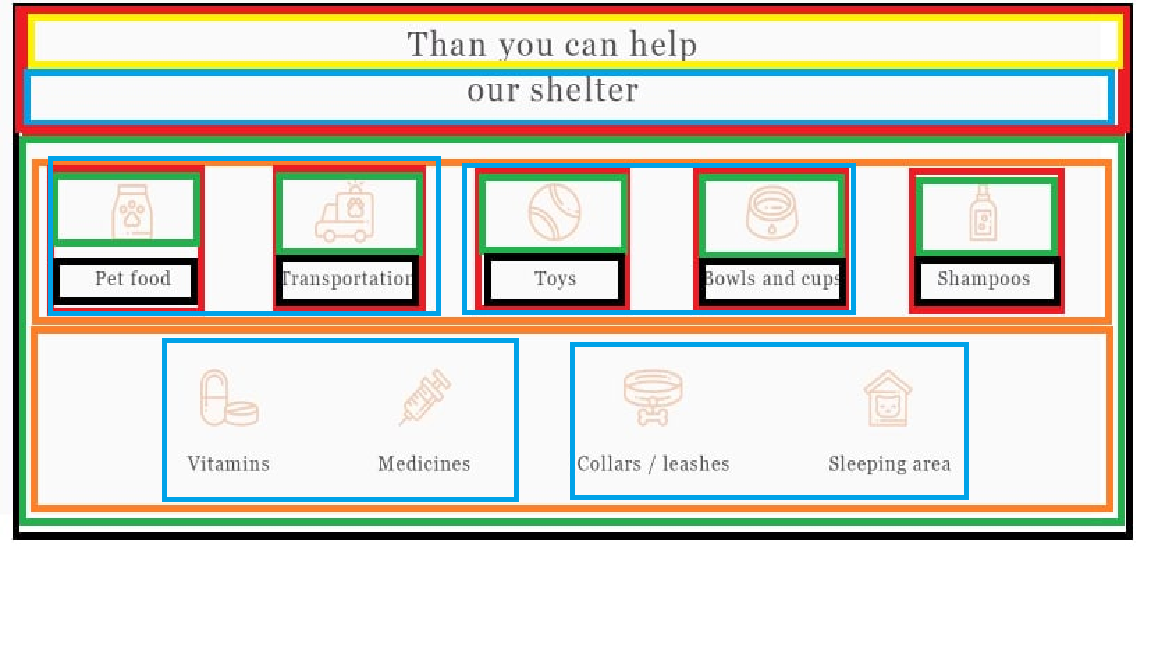 Than you can help
our shelter
Pet food
Transportation
Toys
Bowls and cups
Shampoos
Vitamins
Medicines
Collars / leashes
Sleeping area